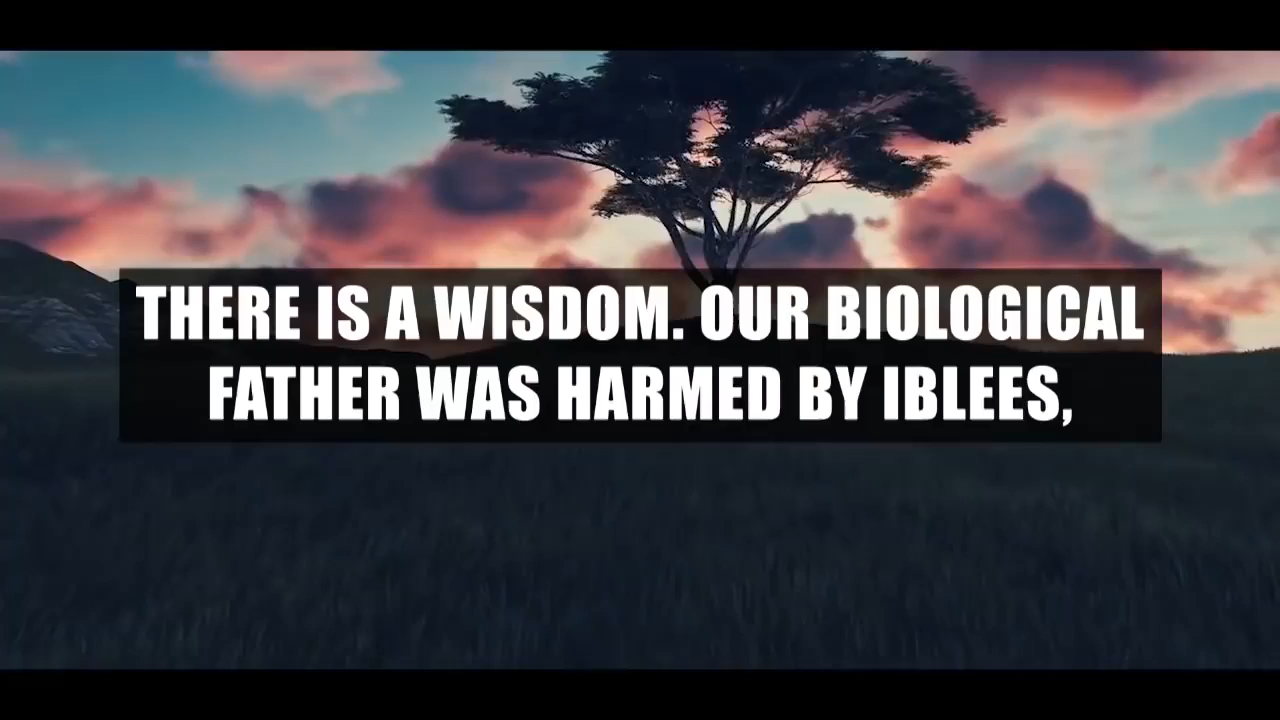 THERE IS A WISDOM. OUR BIOLOGICAL
FATHER WAS HARMED BY IBLEES,